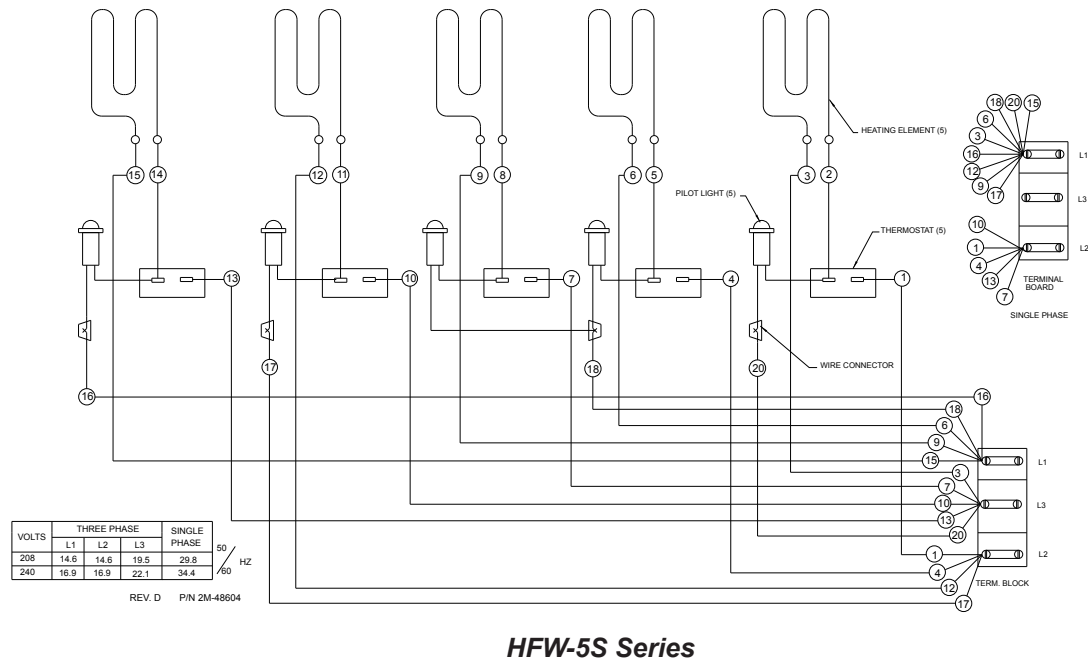 HEATING ELEMENT (5)
18 20 15
6
3
16
12
9
17
L1
L3
10
1
4
13
7
L2
TERMINAL
BOARD
SINGLE PHASE
15 14 12 11 9 8 6 5 3 2
PILOT LIGHT (5)
THERMOSTAT (5)
13 10 7 4 1
WIRE CONNECTOR
17
18
20
16
16
18
6
9
15
L1
3
7
10
13
20
L3
1
4
12
17
L2
TERM. BLOCK
VOLTS THREE PHASE SINGLE PHASE
L1 L2 L3
208 14.6 14.6 19.5 29.8
240 16.9 16.9 22.1 34.4
50/60 HZ
REV. D P/N 2M-48604
HFW-5S Series